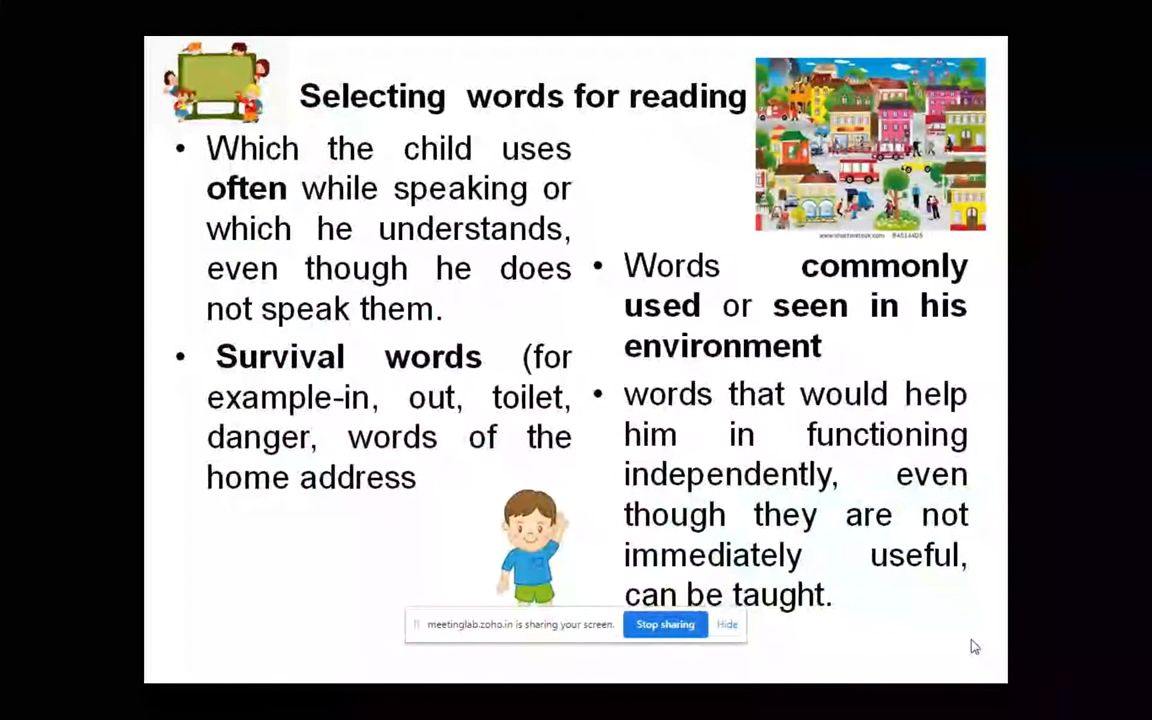 Selecting words for reading
• Which the child uses
often while speaking or
which he understands,
even though he does
not speak them.
• Survival words (for
example-in, out, toilet,
danger, words of the
home address
www.shutterstock.com
• Words commonly
used or seen in his
environment
• words that would help
him in functioning
independently, even
though they are not
immediately useful,
can be taught.
meetinglab.zoho.in is sharing your screen.
Stop sharing
Hide